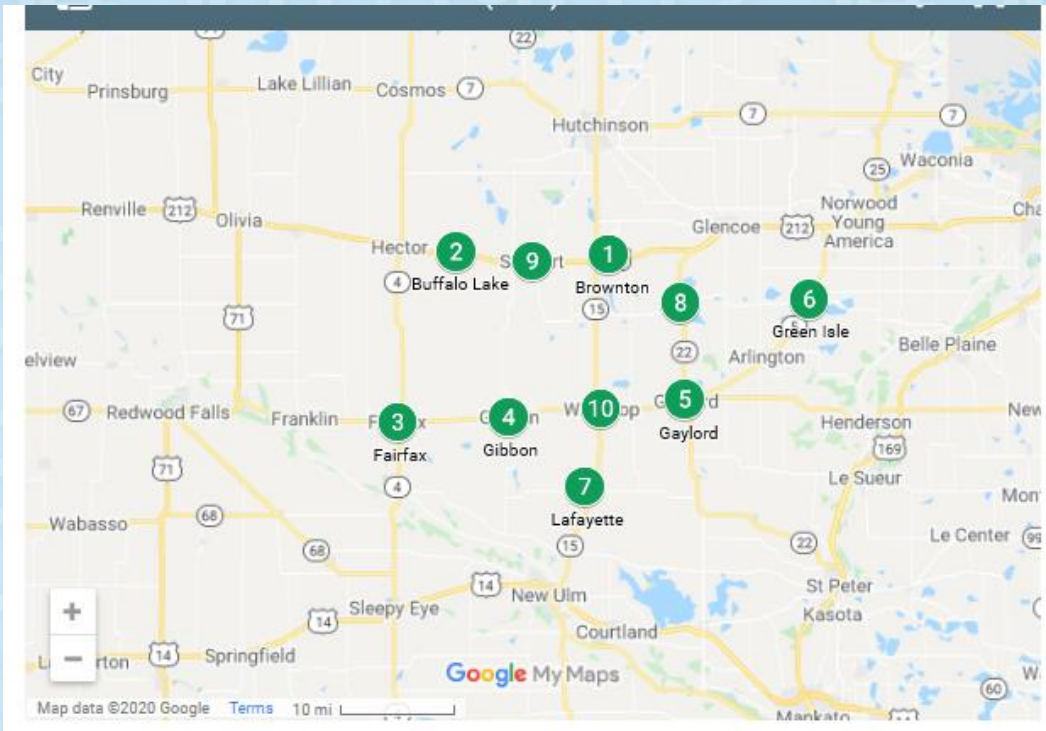 22
City
Prinsburg
Lake Lillian
Cosmos
7
Hutchinson
7
7
25
Waconia
Norwood
Young
America
Renville
212
Olivia
Glencoe
212
Hector
2
9
1
4
Buffalo Lake
Brownton
15
8
6
Green Isle
71
22
Arlington
Belle Plaine
67
Redwood Falls
Franklin
3
Fairfax
4
Gibbon
10
5
Gaylord
Henderson
169
71
4
7
Lafayette
Le Sueur
Wabasso
68
68
15
22
Le Center
14
New Ulm
St Peter
Kasota
Sleepy Eye
14
Courtland
+
−
14
Springfield
Google My Maps
60
Map data ©2020 Google
Terms
10 mi
Mankato